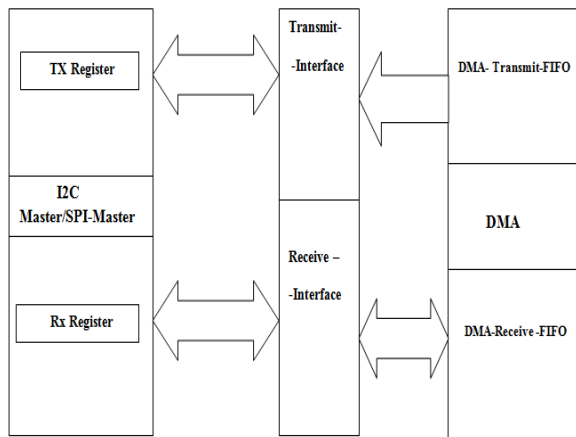 TX Register
I2C
Master/SPI-Master
Rx Register
Transmit-
-Interface
Receive –
-Interface
DMA- Transmit-FIFO
DMA
DMA-Receive -FIFO